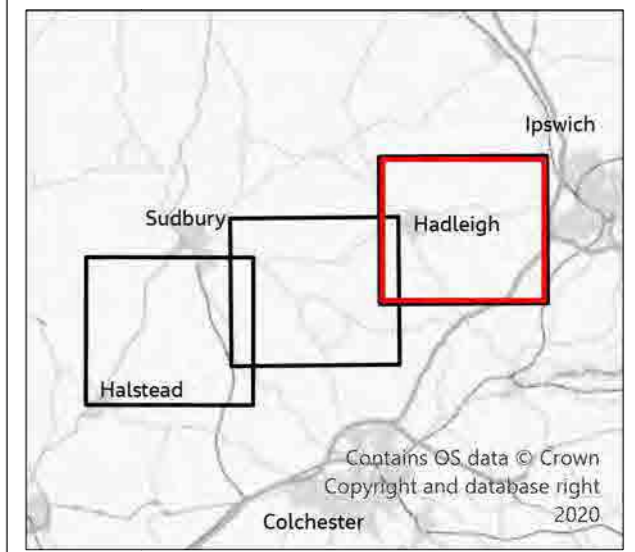 Ipswich
Sudbury
Hadleigh
Halstead
Contains OS data © Crown
Copyright and database right
2020
Colchester